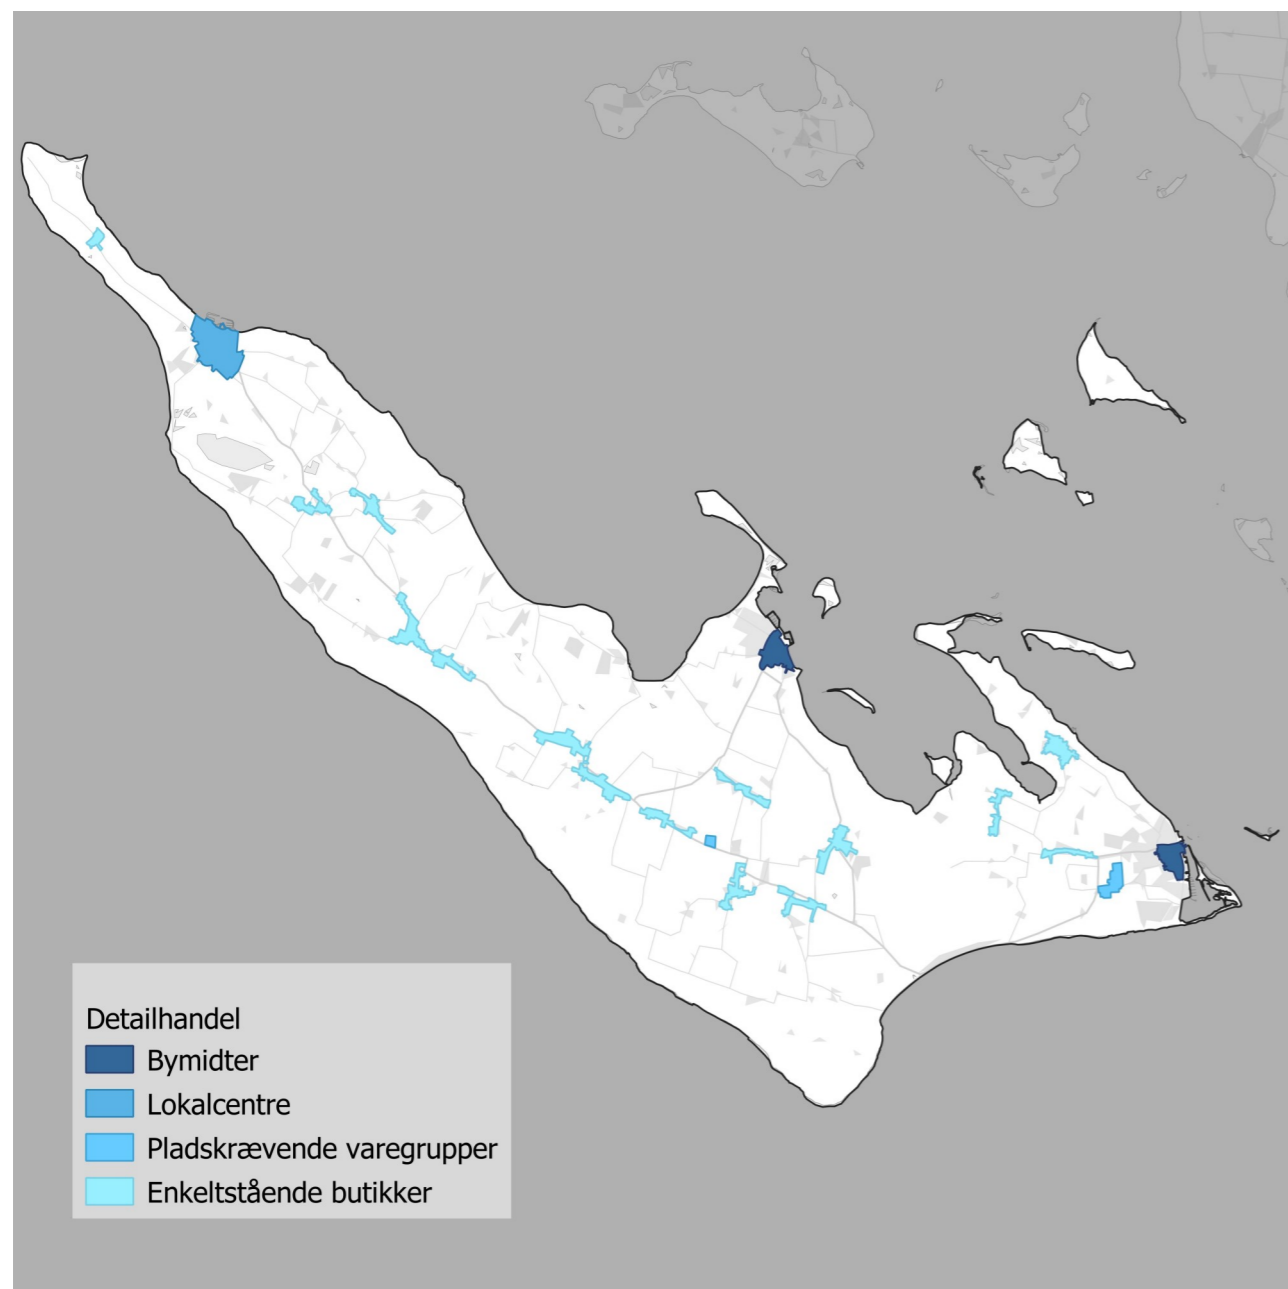 Detailhandel
Bymidter
Lokalcentre
Pladskrævende varegrupper
Enkeltstående butikker